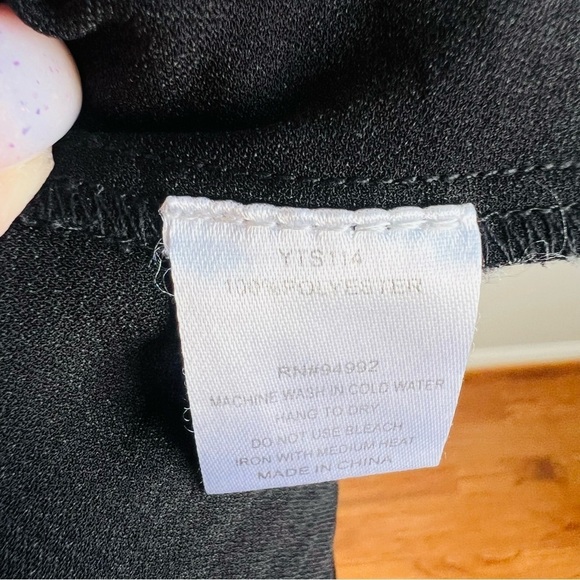 YTS114
100%POLYESTER
RN#94992
MACHINE WASH IN COLD WATER
HANG TO DRY
DO NOT USE BLEACH
IRON WITH MEDIUM HEAT
MADE IN CHINA